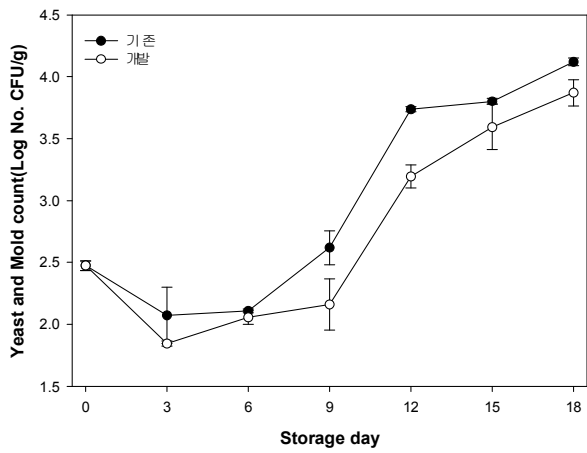 4.5
기존
개발
4.0
3.5
3.0
2.5
2.0
1.5
Yeast and Mold count(Log No. CFU/g)
0 3 6 9 12 15 18
Storage day